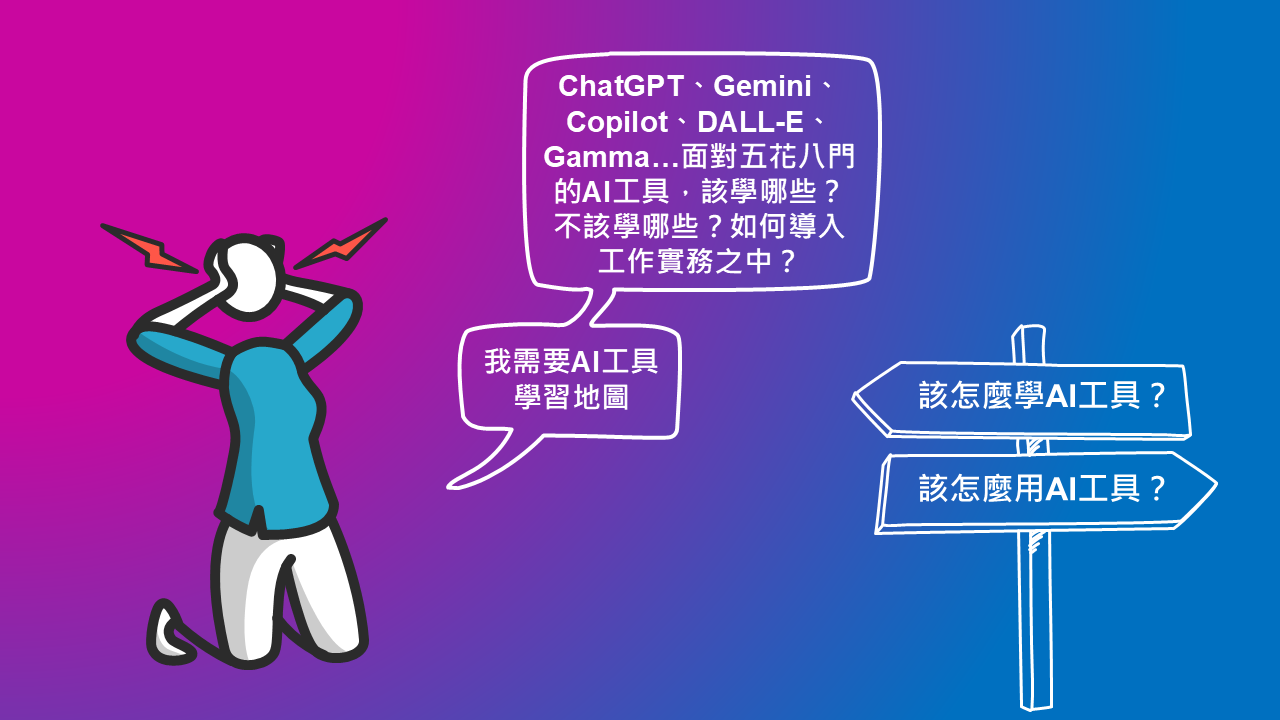 ChatGPT、Gemini、
Copilot、DALL-E、
Gamma…面對五花八門
的AI工具，該學哪些？
不該學哪些？如何導入
工作實務之中？
我需要AI工具
學習地圖
該怎麼學AI工具？
該怎麼用AI工具？